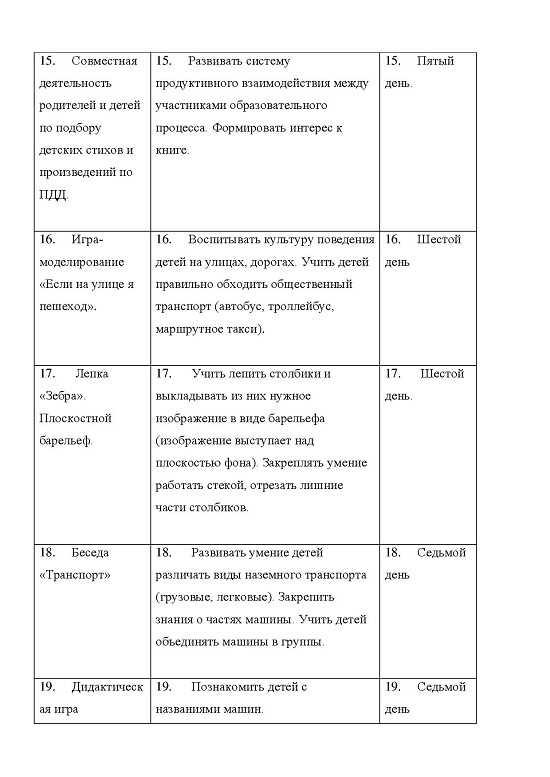 15. Совместная
деятельность
родителей и детей
по подбору
детских стихов и
произведений по
ПДД.
15. Развивать систему
продуктивного взаимодействия между
участниками образовательного
процесса. Формировать интерес к
книге.
15. Пятый
день.
16. Игра-
моделирование
«Если на улице я
пешеход».
16. Воспитывать культуру поведения
детей на улицах, дорогах. Учить детей
правильно обходить общественный
транспорт (автобус, троллейбус,
маршрутное такси).
16. Шестой
день
17. Лепка
«Зебра».
Плоскостной
барельеф.
17. Учить лепить столбики и
выкладывать из них нужное
изображение в виде барельефа
(изображение выступает над
плоскостью фона). Закреплять умение
работать стекой, отрезать лишние
части столбиков.
17. Шестой
день.
18. Беседа
«Транспорт»
18. Развивать умение детей
различать виды наземного транспорта
(грузовые, легковые). Закрепить
знания о частях машины. Учить детей
объединять машины в группы.
18. Седьмой
день
19. Дидактическ
ая игра
19. Познакомить детей с
названиями машин.
19. Седьмой
день